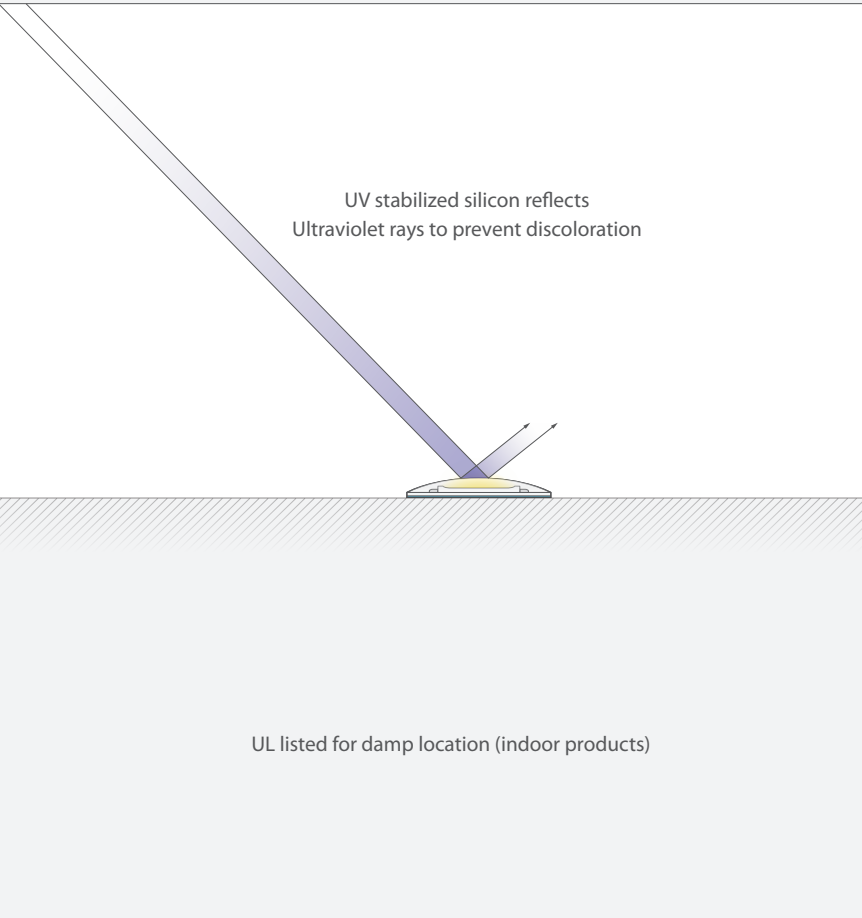 UV stabilized silicon reflects
Ultraviolet rays to prevent discoloration
UL listed for damp location (indoor products)